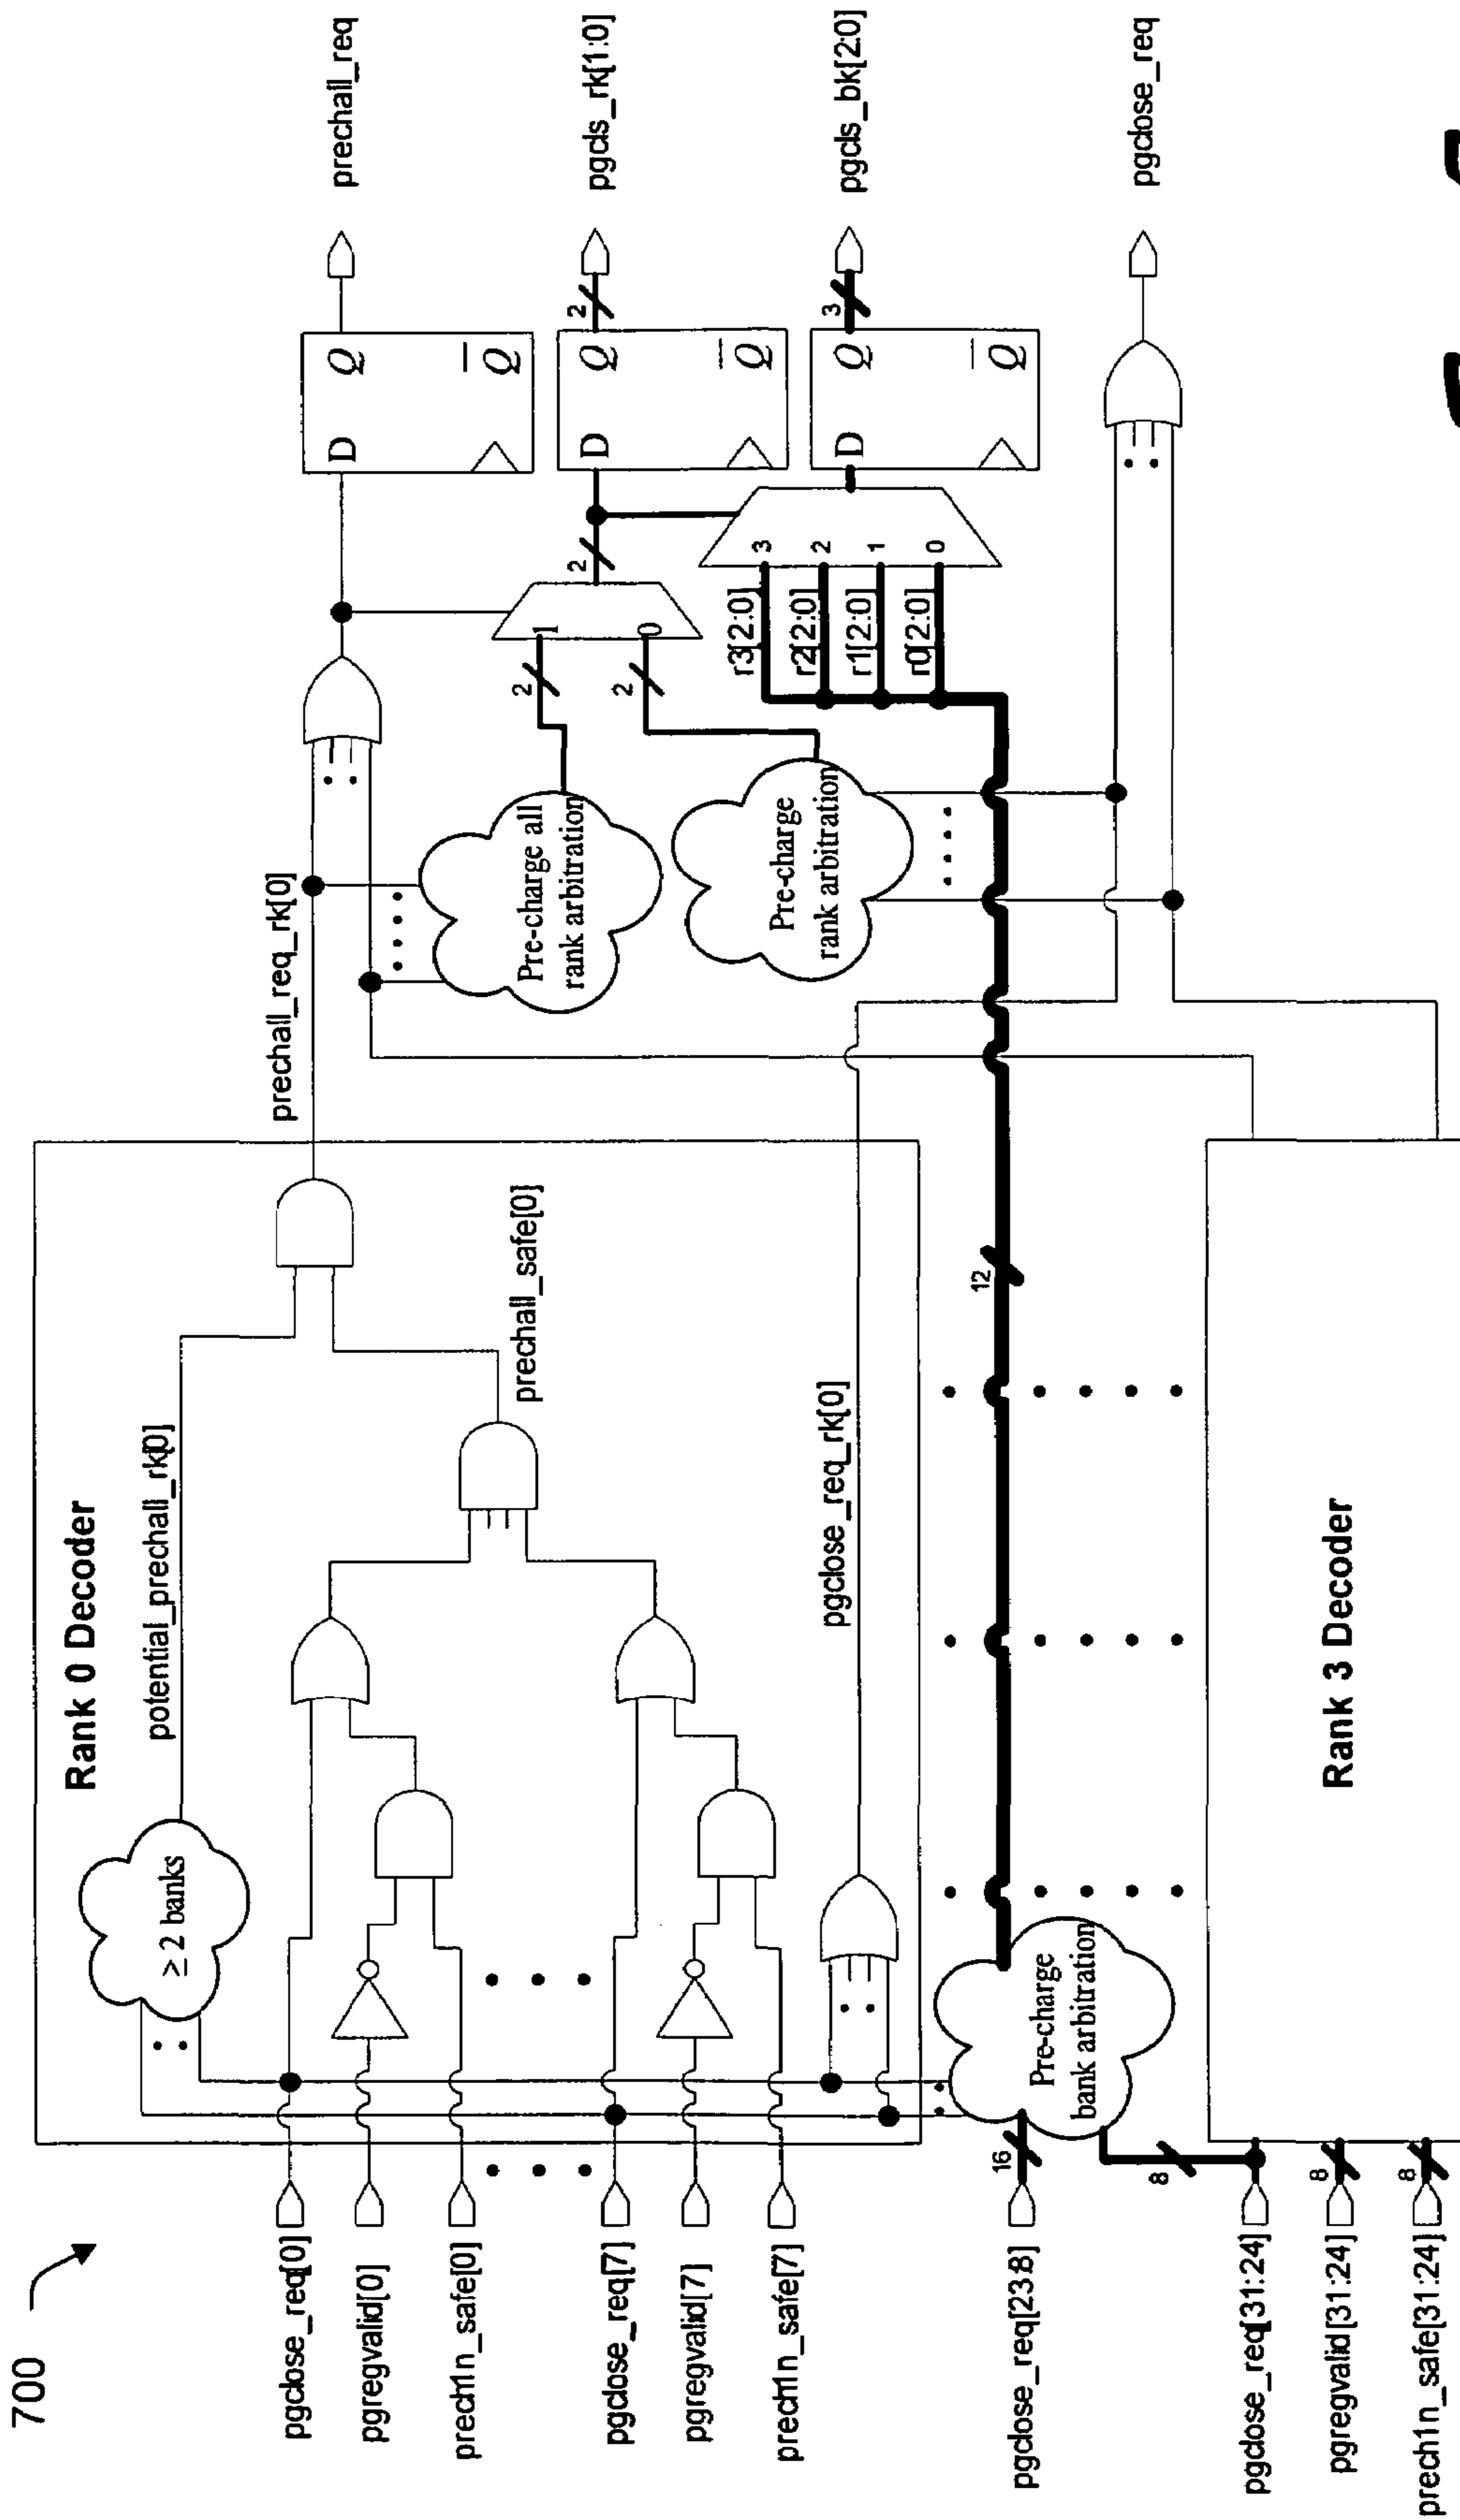 700
Rank 0 Decoder
≥ 2 banks
potential_prechall_rk[0]
prechall_req_rk[0]
prechall_req
pgclose_req[0]
pgregvalid[0]
prech1n_safe[0]
prechall_safe[0]
Pre-charge all
rank arbitration
2
1
2
0
2
D
Q
Q
D
Q
Q
2
pgcls_rk[1:0]
pgclose_req[7]
pgregvalid[7]
prech1n_safe[7]
pgclose_req_rk[0]
Pre-charge
rank arbitration
r3[2:0]
r2[2:0]
r1[2:0]
r0[2:0]
3
2
1
0
D
Q
Q
3
pgcls_bk[2:0]
pgclose_req[23:8]
16
Pre-charge
bank arbitration
12
pgclose_req
8
pgclose_req[31:24]
pgregvalid[31:24]
8
prech1n_safe[31:24]
8
Rank 3 Decoder